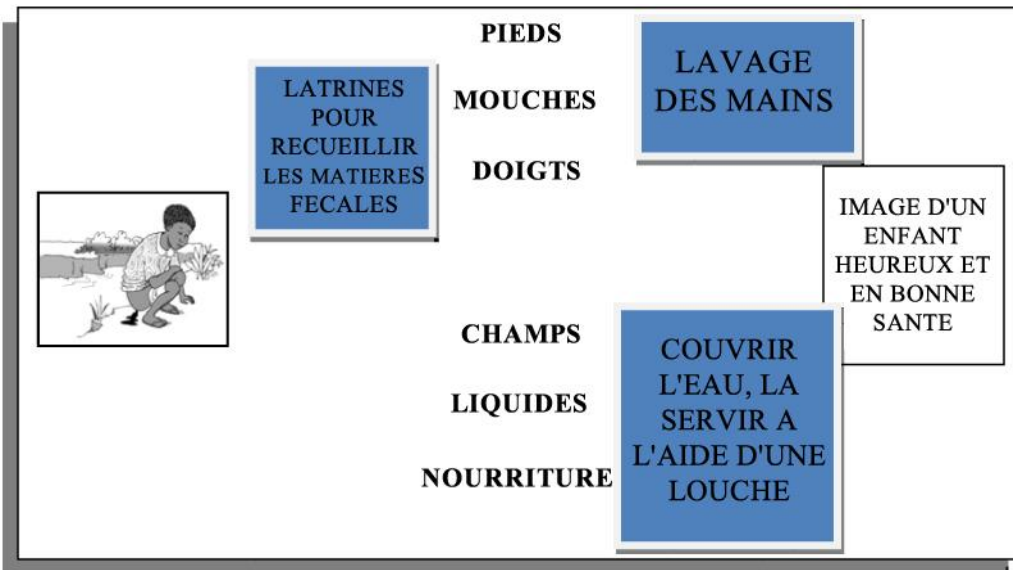 LATRINES
POUR
RECUEILLIR
LES MATIERES
FECALES
PIEDS
MOUCHES
DOIGTS
CHAMPS
LIQUIDES
NOURRITURE
LAVAGE
DES MAINS
IMAGE D'UN
ENFANT
HEUREUX ET
EN BONNE
SANTE
COUVRIR
L'EAU, LA
SERVIR A
L'AIDE D'UNE
LOUCHE